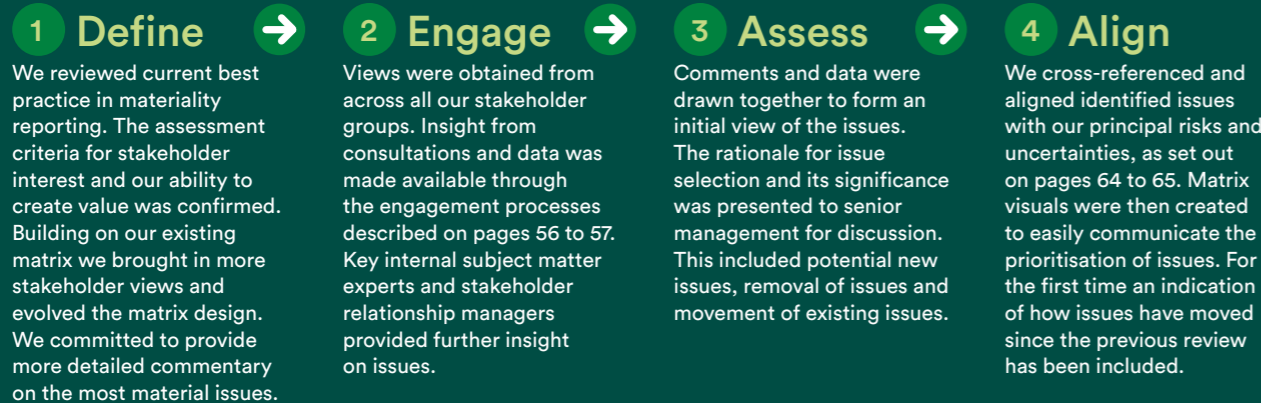 1 Define
We reviewed current best
practice in materiality
reporting. The assessment
criteria for stakeholder
interest and our ability to
create value was confirmed.
Building on our existing
matrix we brought in more
stakeholder views and
evolved the matrix design.
We committed to provide
more detailed commentary
on the most material issues.
2 Engage
Views were obtained from
across all our stakeholder
groups. Insight from
consultations and data was
made available through
the engagement processes
described on pages 56 to 57.
Key internal subject matter
experts and stakeholder
relationship managers
provided further insight
on issues.
3 Assess
Comments and data were
drawn together to form an
initial view of the issues.
The rationale for issue
selection and its significance
was presented to senior
management for discussion.
This included potential new
issues, removal of issues and
movement of existing issues.
4 Align
We cross-referenced and
aligned identified issues
with our principal risks and
uncertainties, as set out
on pages 64 to 65. Matrix
visuals were then created
to easily communicate the
prioritisation of issues. For
the first time an indication
of how issues have moved
since the previous review
has been included.